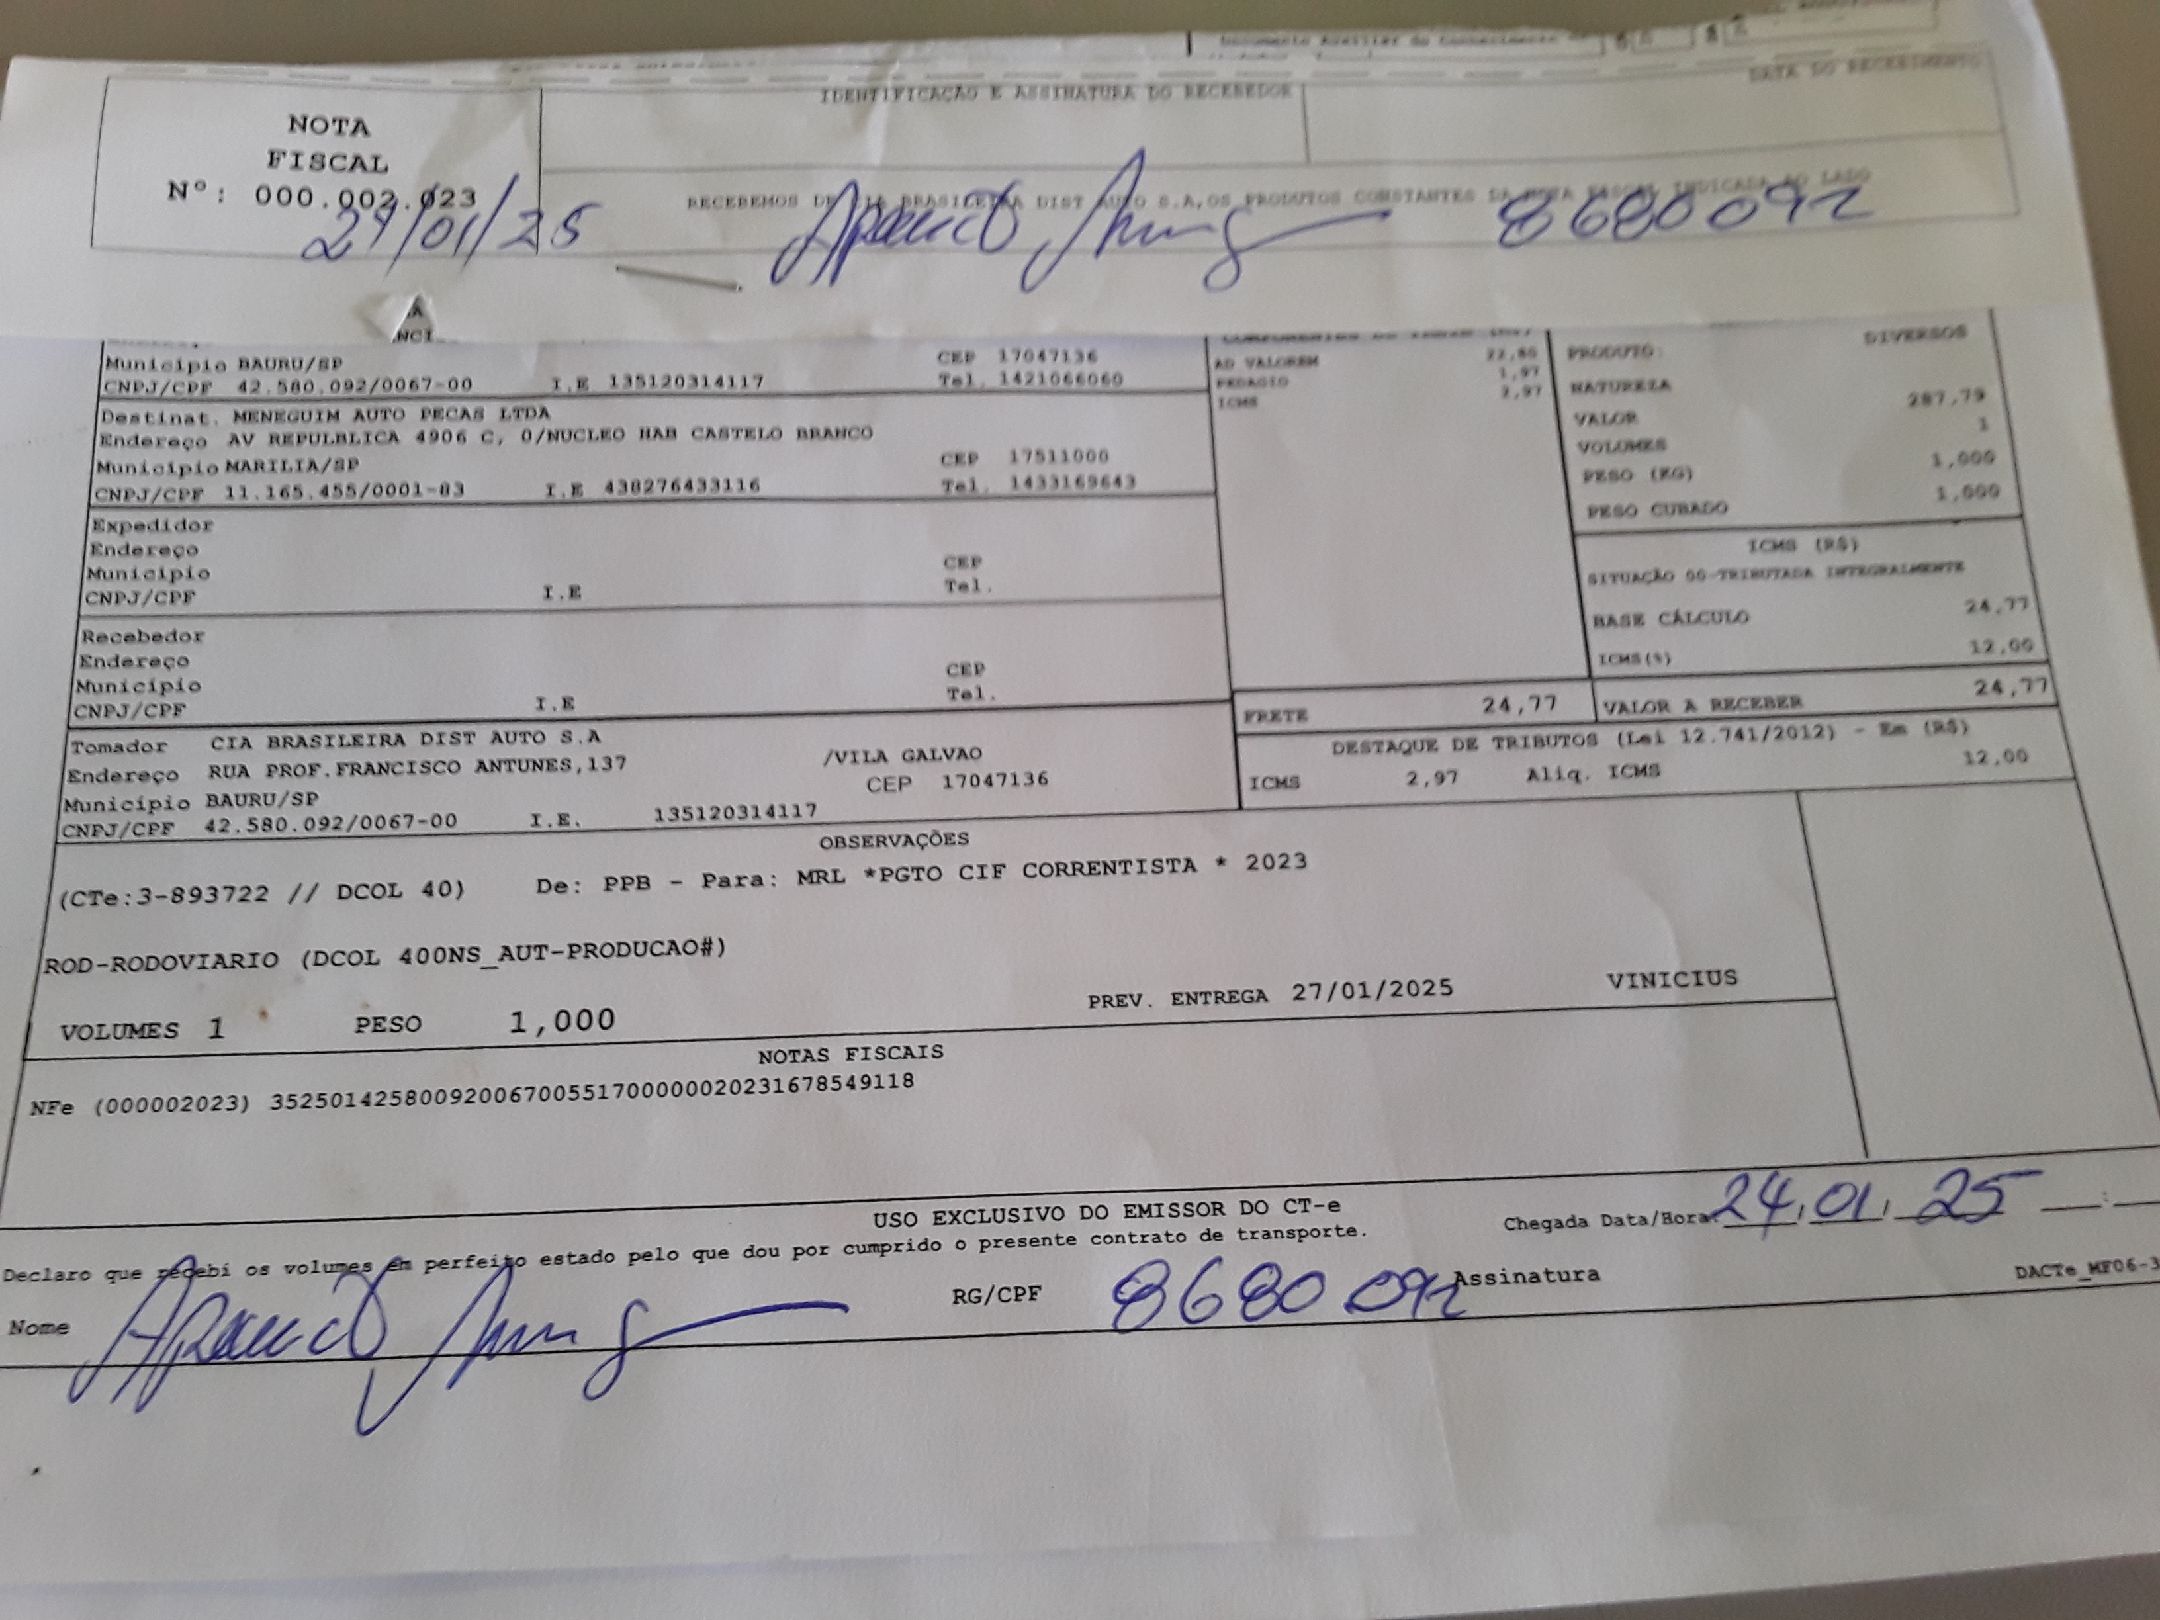 Documento Auxiliar do Conhecimento
IDENTIFICAÇÃO E ASSINATURA DO RECEBEDOR
DATA DO RECEBIMENTO
NOTA
FISCAL
Nº: 000.002.023
RECEBEMOS DE CIA BRASILEIRA DIST AUTO S.A,OS PRODUTOS CONSTANTES DA NOTA FISCAL INDICADA AO LADO
24/01/25 8680092
Município BAURU/SP CEP 17047136
CNPJ/CPF 42.580.092/0067-00 I.E 135120314117 Tel. 1421066060
AD VALOREM 22,80
PEDAGIO 1,97
ICMS 2,97
PRODUTO: DIVERSOS
NATUREZA
VALOR 287,79
VOLUMES 1
PESO (KG) 1,000
PESO CUBADO 1,000
Destinat. MENEGUIM AUTO PECAS LTDA
Endereço AV REPULBLICA 4906 C, 0/NUCLEO HAB CASTELO BRANCO
Município MARILIA/SP CEP 17511000
CNPJ/CPF 11.165.455/0001-83 I.E 438276433116 Tel. 1433169643
Expedidor
Endereço
Município CEP
CNPJ/CPF I.E Tel.
ICMS (R$)
SITUAÇÃO 00-TRIBUTADA INTEGRALMENTE
BASE CÁLCULO 24,77
ICMS(%) 12,00
Recebedor
Endereço
Município CEP
CNPJ/CPF I.E Tel.
FRETE 24,77 VALOR A RECEBER 24,77
Tomador CIA BRASILEIRA DIST AUTO S.A
Endereço RUA PROF.FRANCISCO ANTUNES,137 /VILA GALVAO
Município BAURU/SP CEP 17047136
CNPJ/CPF 42.580.092/0067-00 I.E. 135120314117
DESTAQUE DE TRIBUTOS (Lei 12.741/2012) - Em (R$)
ICMS 2,97 Aliq. ICMS 12,00
OBSERVAÇÕES
(CTe:3-893722 // DCOL 40) De: PPB - Para: MRL *PGTO CIF CORRENTISTA * 2023
ROD-RODOVIARIO (DCOL 400NS_AUT-PRODUCAO#)
VOLUMES 1 PESO 1,000 PREV. ENTREGA 27/01/2025 VINICIUS
NOTAS FISCAIS
NFe (000002023) 35250142580092006700551700000020231678549118
USO EXCLUSIVO DO EMISSOR DO CT-e
Declaro que recebi os volumes em perfeito estado pelo que dou por cumprido o presente contrato de transporte.
Chegada Data/Hora: 24,01,25 :
Nome RG/CPF 8680092 Assinatura
DACTe_MF06-3